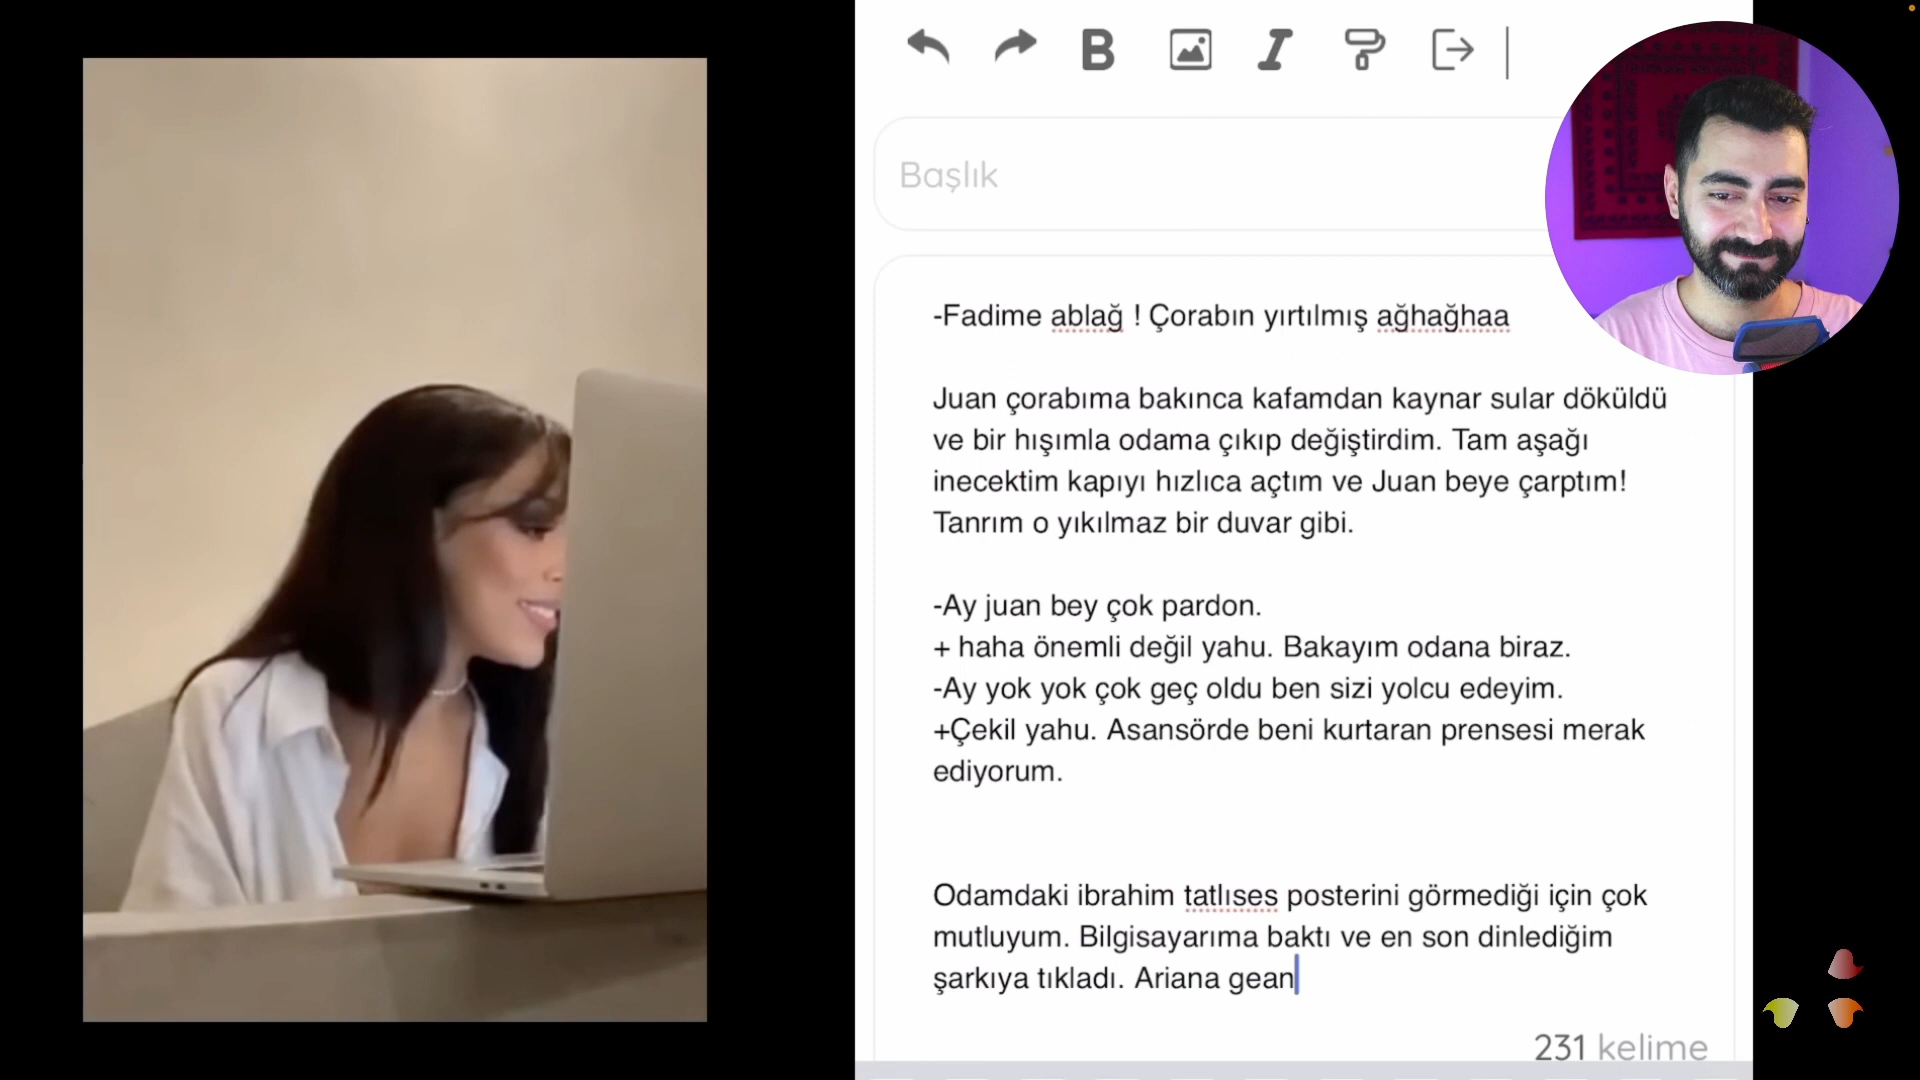 Başlık
-Fadime ablağ ! Çorabın yırtılmış ağhağhaa
Juan çorabıma bakınca kafamdan kaynar sular döküldü
ve bir hışımla odama çıkıp değiştirdim. Tam aşağı
inecektim kapıyı hızlıca açtım ve Juan beye çarptım!
Tanrım o yıkılmaz bir duvar gibi.
-Ay juan bey çok pardon.
+ haha önemli değil yahu. Bakayım odana biraz.
-Ay yok yok çok geç oldu ben sizi yolcu edeyim.
+Çekil yahu. Asansörde beni kurtaran prensesi merak
ediyorum.
Odamdaki ibrahim tatlıses posterini görmediği için çok
mutluyum. Bilgisayarıma baktı ve en son dinlediğim
şarkıya tıkladı. Ariana gean
231 kelime